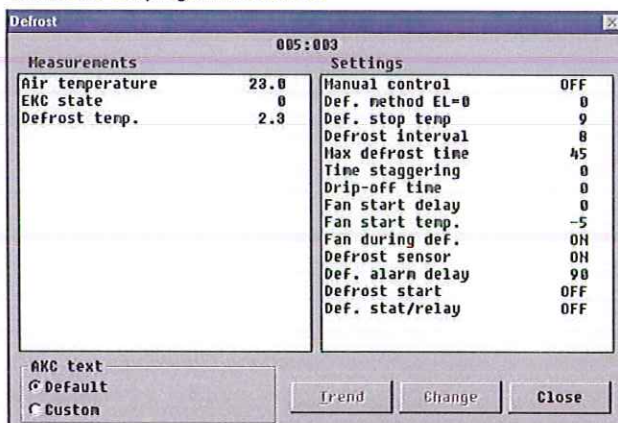 Defrost
005:003
Measurements
Air temperature 23.0
EKC state 0
Defrost temp. 2.3
Settings
Manual control OFF
Def. method EL=0 0
Def. stop temp 9
Defrost interval 8
Max defrost time 45
Time staggering 0
Drip-off time 0
Fan start delay 0
Fan start temp. -5
Fan during def. ON
Defrost sensor ON
Def. alarm delay 90
Defrost start OFF
Def. stat/relay OFF
AKC text
Default
Custom
Trend
Change
Close